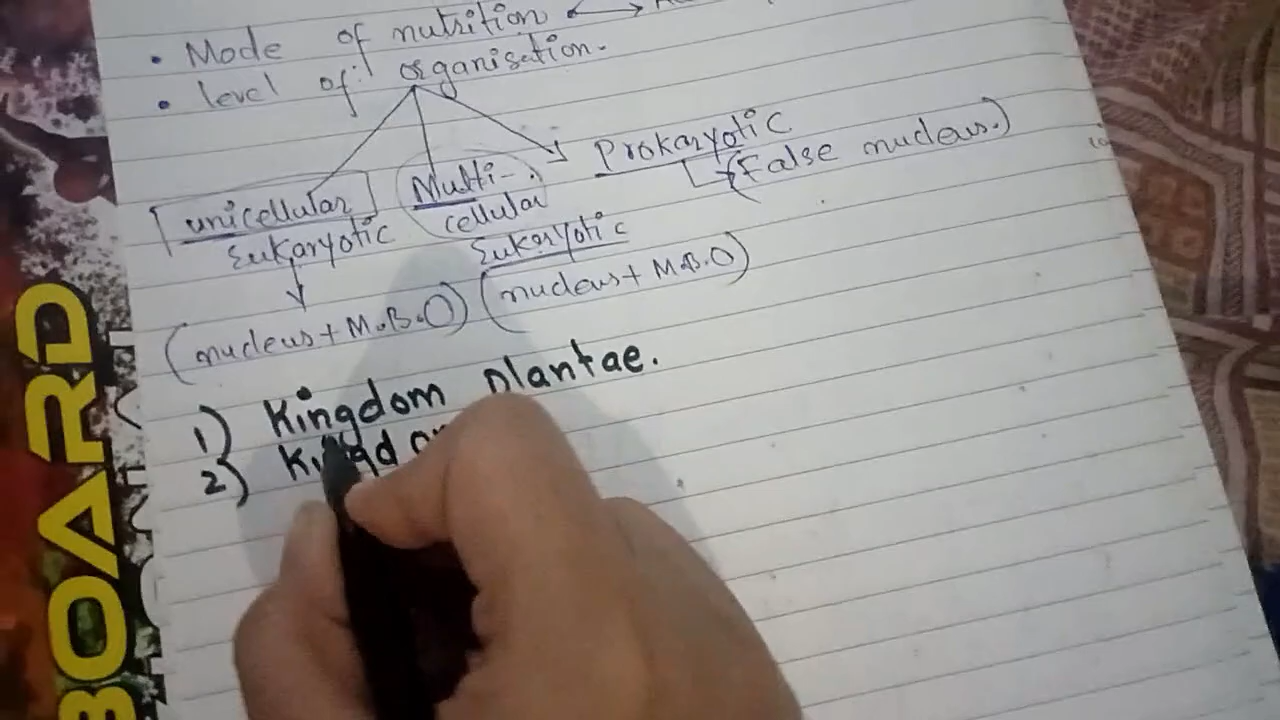 • Mode of nutrition
• level of organisation.
Prokaryotic
(False nucleus.)
unicellular
Eukaryotic
Multi-
cellular
Eukaryotic
(nucleus + M.B.O)
(nucleus + M.B.O)
1) Kingdom plantae.
2)
BOARD